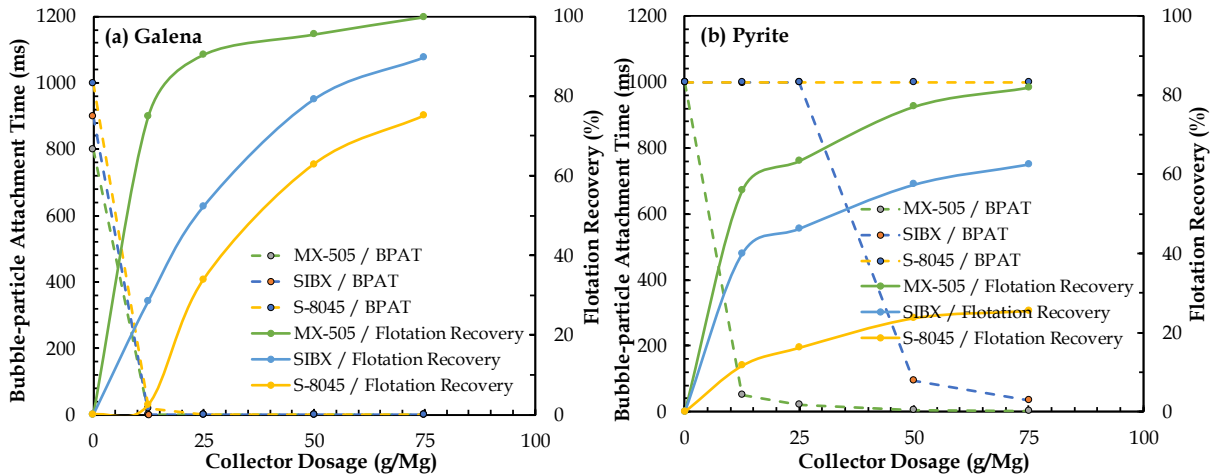 (a) Galena
Bubble-particle Attachment Time (ms)
1200
1000
800
600
400
200
0
0
25
50
75
100
Collector Dosage (g/Mg)
100
80
60
40
20
0
Flotation Recovery (%)
MX-505 / BPAT
SIBX / BPAT
S-8045 / BPAT
MX-505 / Flotation Recovery
SIBX / Flotation Recovery
S-8045 / Flotation Recovery
(b) Pyrite
Bubble-particle Attachment Time (ms)
1200
1000
800
600
400
200
0
0
25
50
75
100
Collector Dosage (g/Mg)
100
80
60
40
20
0
Flotation Recovery (%)
MX-505 / BPAT
SIBX / BPAT
S-8045 / BPAT
MX-505 / Flotation Recovery
SIBX / Flotation Recovery
S-8045 / Flotation Recovery